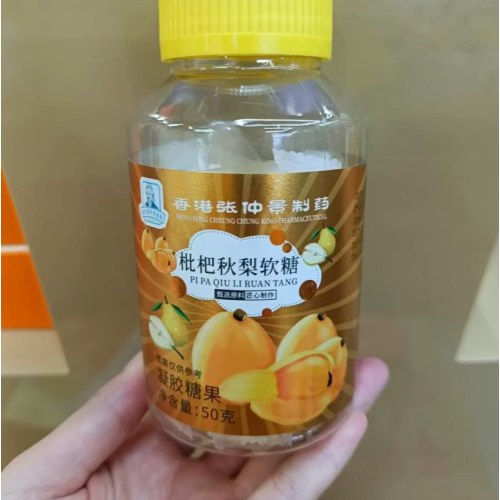 香港张仲景制药
HONG KONG CHEUNG CHUNG KING PHARMACEUTICAL
枇杷秋梨软糖
PI PA QIU LI RUAN TANG
甄选原料 匠心制作
图案仅供参考
凝胶糖果
净含量:50克